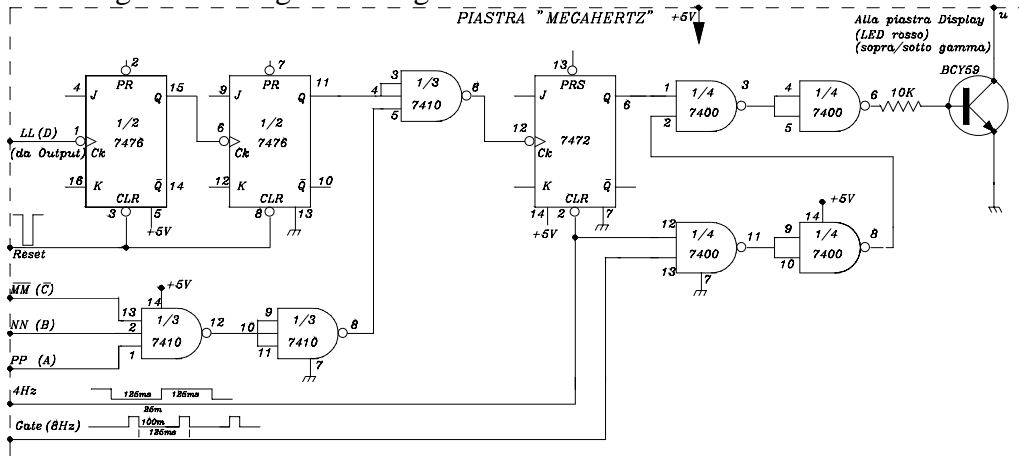 PIASTRA "MEGAHERTZ"
+5V
Alla piastra Display
(LED rosso)
(sopra/sotto gamma)
u
BCY59
2
PR
4
J
Q
15
LL(D)
1
(da Output)
1/2
7476
Ck
16
K
Q̅
14
CLR
3
5
+5V
7
PR
9
J
Q
11
6
1/2
7476
Ck
12
K
Q̅
10
CLR
8
13
3
4
5
1/3
7410
8
13
PRS
J
Q
6
12
7472
Ck
K
Q̅
CLR
14
2
7
+5V
1
2
1/4
7400
3
4
5
1/4
7400
6
10K
12
13
1/4
7400
11
7
+5V
14
9
10
1/4
7400
8
Reset
M̅M̅ (C̅)
NN (B)
PP (A)
+5V
14
13
2
1
1/3
7410
12
9
10
11
1/3
7410
8
7
4Hz
125ms
125ms
Gate (8Hz)
25m
100m
125ms